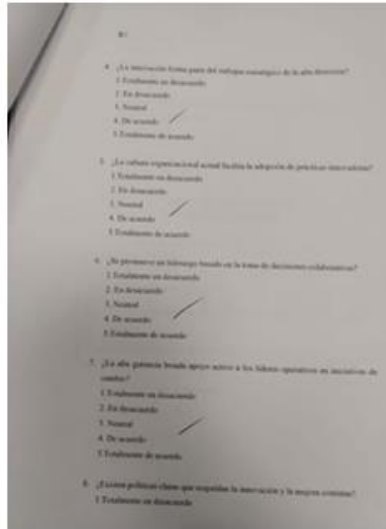 4. ¿La innovación forma parte del enfoque estratégico de la alta dirección?
1 Totalmente en desacuerdo
2. En desacuerdo
3. Neutral
4. De acuerdo
5 Totalmente de acuerdo
5. ¿La cultura organizacional actual facilita la adopción de prácticas innovadoras?
1 Totalmente en desacuerdo
2. En desacuerdo
3. Neutral
4. De acuerdo
5 Totalmente de acuerdo
6. ¿Se promueve un liderazgo basado en la toma de decisiones colaborativas?
1 Totalmente en desacuerdo
2. En desacuerdo
3. Neutral
4. De acuerdo
5 Totalmente de acuerdo
7. ¿La alta gerencia brinda apoyo activo a los líderes operativos en iniciativas de
cambio?
1 Totalmente en desacuerdo
2. En desacuerdo
3. Neutral
4. De acuerdo
5 Totalmente de acuerdo
8. ¿Existen políticas claras que respaldan la innovación y la mejora continua?
1 Totalmente en desacuerdo